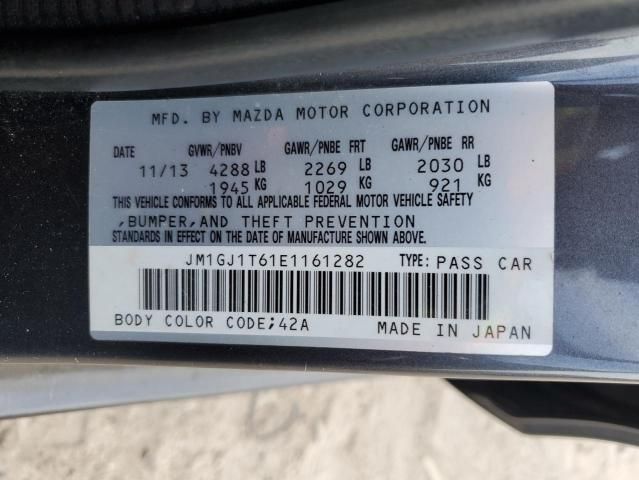 MFD. BY MAZDA MOTOR CORPORATION
DATE GVWR/PNBV GAWR/PNBE FRT GAWR/PNBE RR
11/13 4288 LB 2269 LB 2030 LB
1945 KG 1029 KG 921 KG
THIS VEHICLE CONFORMS TO ALL APPLICABLE FEDERAL MOTOR VEHICLE SAFETY
,BUMPER,AND THEFT PREVENTION
STANDARDS IN EFFECT ON THE DATE OF MANUFACTURE SHOWN ABOVE.
JM1GJ1T61E1161282 TYPE: PASS CAR
BODY COLOR CODE;42A MADE IN JAPAN